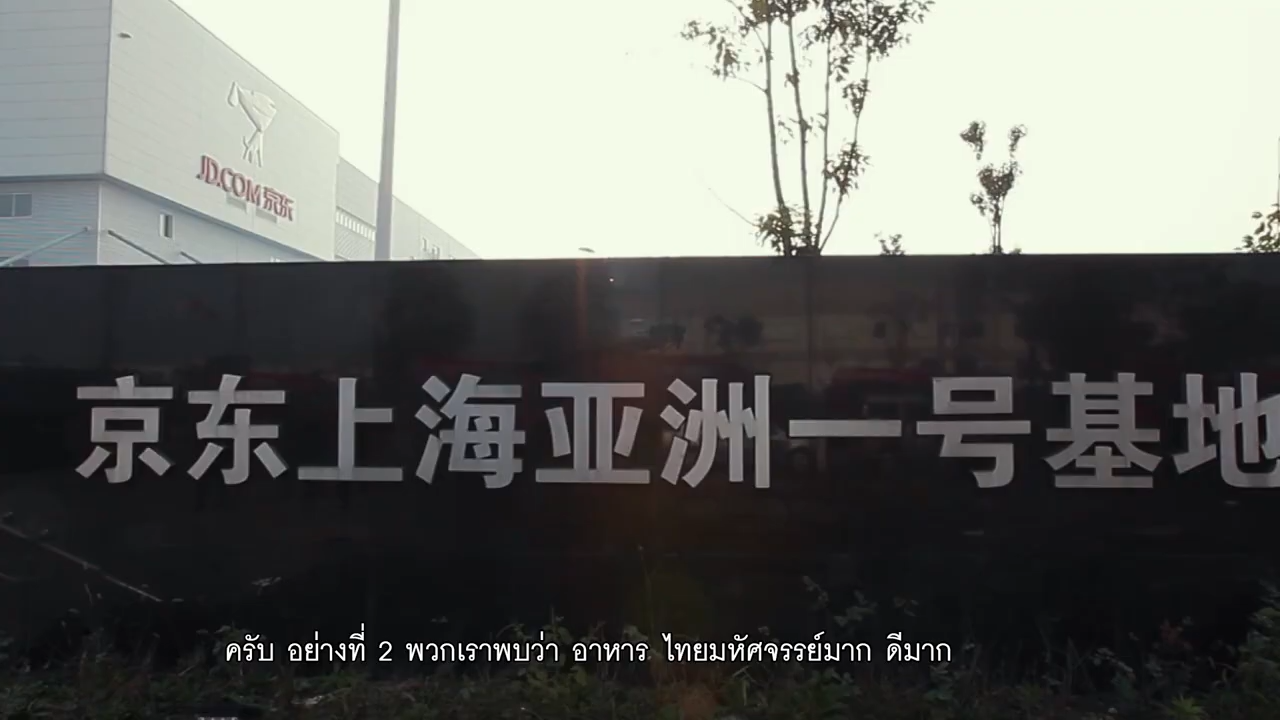 JD.COM 京东
京东上海亚洲一号基地
ครับ อย่างที่ 2 พวกเราพบว่า อาหาร ไทยมหัศจรรย์มาก ดีมาก